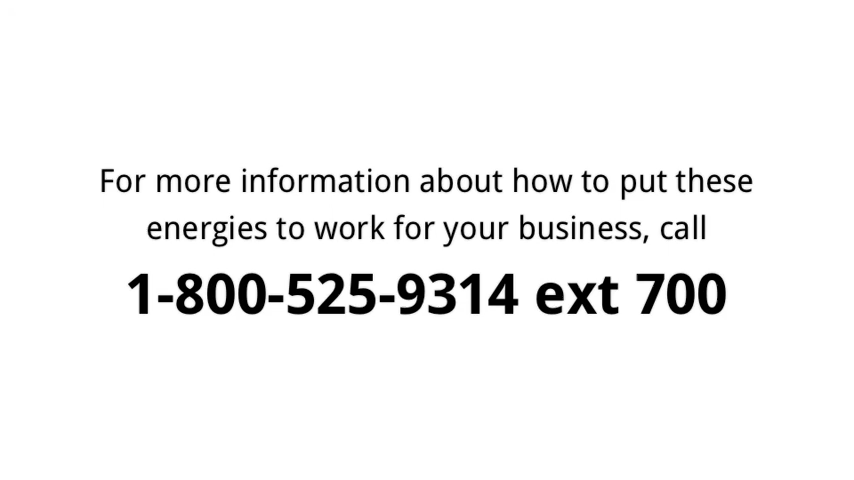 For more information about how to put these
energies to work for your business, call
1-800-525-9314 ext 700